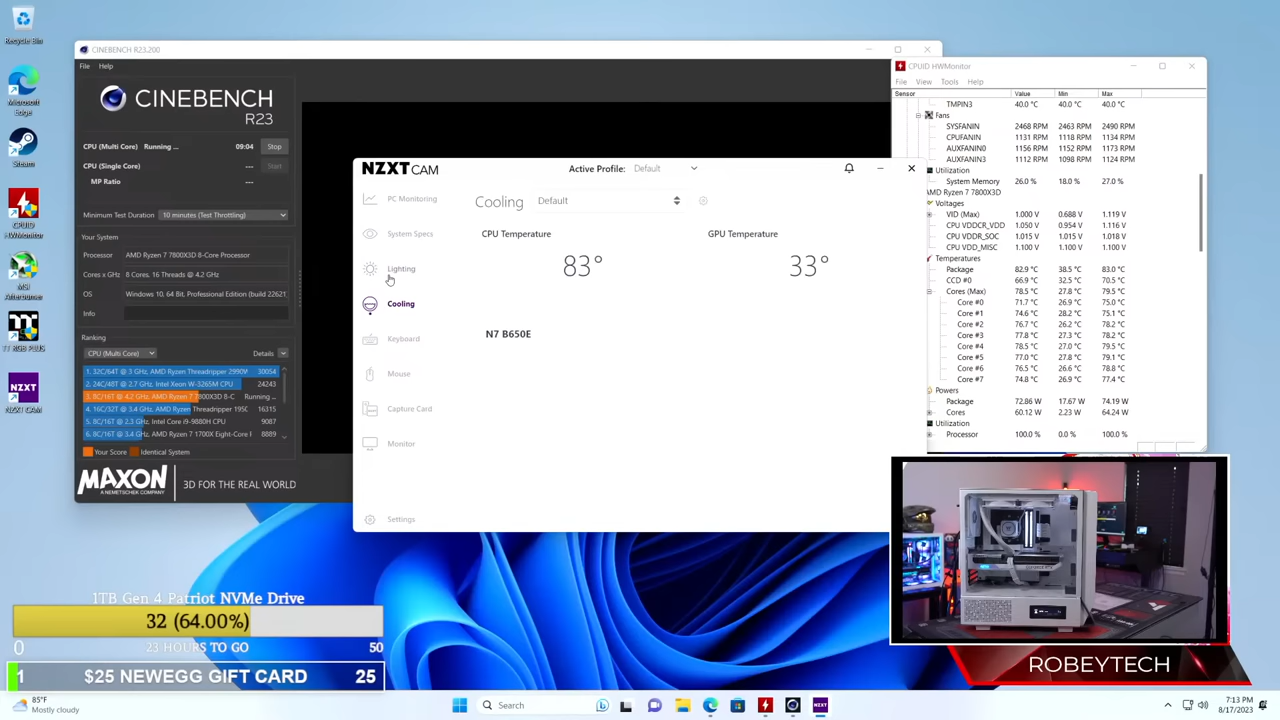 Recycle Bin
Microsoft
Edge
Steam
CPUID
HWMonitor
MSI
Afterburner
TT RGB PLUS
NZXT
NZXT CAM
CINEBENCH R23.200
File Help
CINEBENCH
R23
CPU (Multi Core) Running ... 09:04 Stop
CPU (Single Core) --- Start
MP Ratio ---
Minimum Test Duration 10 minutes (Test Throttling)
Your System
Processor AMD Ryzen 7 7800X3D 8-Core Processor
Cores x GHz 8 Cores, 16 Threads @ 4.2 GHz
OS Windows 10, 64 Bit, Professional Edition (build 22621
Info
Ranking
CPU (Multi Core) Details
1. 32C/64T @ 3 GHz, AMD Ryzen Threadripper 2990W 30054
2. 24C/48T @ 2.7 GHz, Intel Xeon W-3265M CPU 24243
3. 8C/16T @ 4.2 GHz, AMD Ryzen 7 7800X3D 8-C Running ...
4. 16C/32T @ 3.4 GHz, AMD Ryzen Threadripper 195C 16315
5. 8C/16T @ 2.3 GHz, Intel Core i9-9880H CPU 9087
6. 8C/16T @ 3.4 GHz, AMD Ryzen 7 1700X Eight-Core F 8889
Your Score Identical System
MAXON
A NEMETSCHEK COMPANY
3D FOR THE REAL WORLD
NZXT CAM
Active Profile: Default
PC Monitoring
System Specs
Lighting
Cooling
Keyboard
Mouse
Capture Card
Monitor
Settings
Cooling Default
CPU Temperature GPU Temperature
83° 33°
N7 B650E
CPUID HWMonitor
File View Tools Help
Sensor Value Min Max
TMPIN3 40.0 °C 40.0 °C 40.0 °C
Fans
SYSFANIN 2468 RPM 2463 RPM 2490 RPM
CPUFANIN 1131 RPM 1118 RPM 1134 RPM
AUXFANIN0 1156 RPM 1152 RPM 1173 RPM
AUXFANIN3 1112 RPM 1098 RPM 1124 RPM
Utilization
System Memory 26.0 % 18.0 % 27.0 %
AMD Ryzen 7 7800X3D
Voltages
VID (Max) 1.000 V 0.688 V 1.119 V
CPU VDDCR_VDD 1.050 V 0.954 V 1.116 V
CPU VDDR_SOC 1.015 V 1.015 V 1.018 V
CPU VDD_MISC 1.100 V 1.100 V 1.100 V
Temperatures
Package 82.9 °C 38.5 °C 83.0 °C
CCD #0 66.9 °C 32.5 °C 70.5 °C
Cores (Max) 78.5 °C 27.8 °C 79.5 °C
Core #0 71.7 °C 26.9 °C 75.0 °C
Core #1 74.6 °C 28.2 °C 75.1 °C
Core #2 76.7 °C 26.2 °C 78.2 °C
Core #3 77.8 °C 27.3 °C 78.2 °C
Core #4 78.5 °C 27.0 °C 79.5 °C
Core #5 77.0 °C 27.8 °C 79.1 °C
Core #6 76.5 °C 26.6 °C 78.8 °C
Core #7 74.8 °C 26.9 °C 77.4 °C
Powers
Package 72.86 W 17.67 W 74.19 W
Cores 60.12 W 2.23 W 64.24 W
Utilization
Processor 100.0 % 0.0 % 100.0 %
1TB Gen 4 Patriot NVMe Drive
32 (64.00%)
0 23 HOURS TO GO 50
1 $25 NEWEGG GIFT CARD 25
ROBEYTECH
85°F
Mostly cloudy
Search
NZXT
7:13 PM
8/17/2023